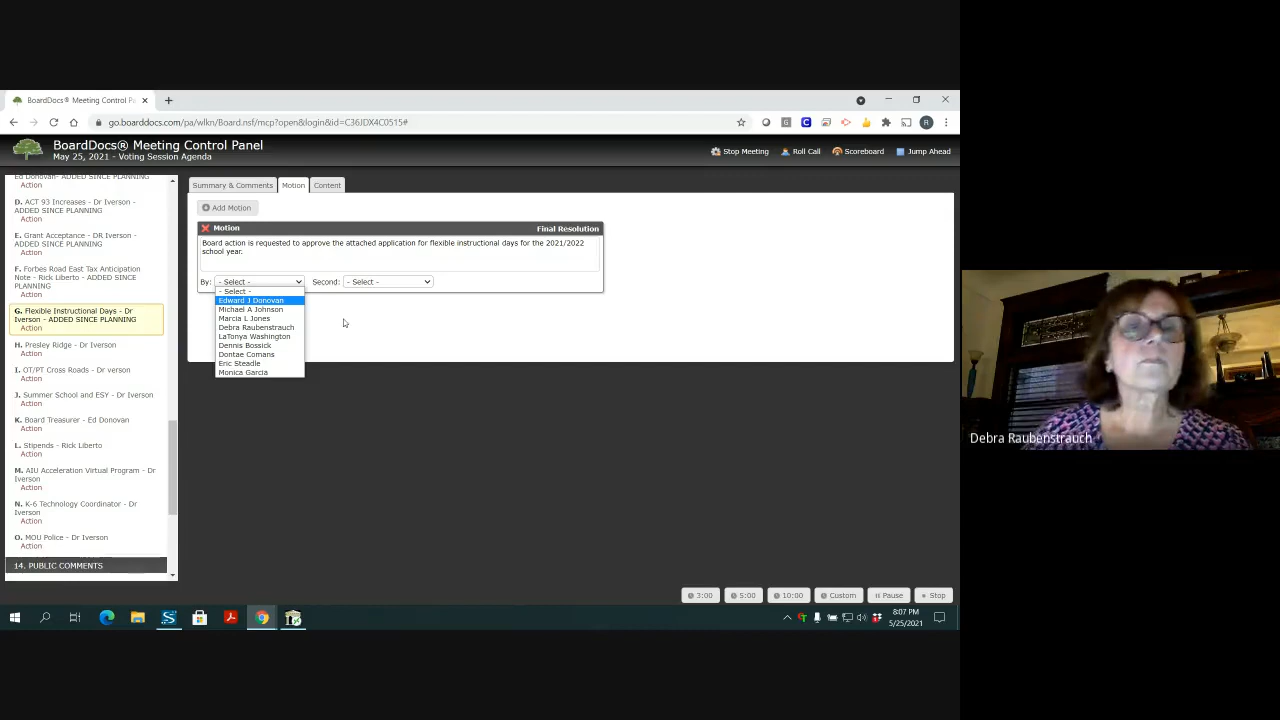 BoardDocs® Meeting Control P
go.boarddocs.com/pa/wlkn/Board.nsf/mcp?open&login&id=C36JDX4C0515#
BoardDocs® Meeting Control Panel
May 25, 2021 - Voting Session Agenda
Stop Meeting
Roll Call
Scoreboard
Jump Ahead
Ed Donovan- ADDED SINCE PLANNING
Action
D. ACT 93 Increases - Dr Iverson -
ADDED SINCE PLANNING
Action
E. Grant Acceptance - DR Iverson -
ADDED SINCE PLANNING
Action
F. Forbes Road East Tax Anticipation
Note - Rick Liberto - ADDED SINCE
PLANNING
Action
G. Flexible Instructional Days - Dr
Iverson - ADDED SINCE PLANNING
Action
H. Presley Ridge - Dr Iverson
Action
I. OT/PT Cross Roads - Dr verson
Action
J. Summer School and ESY - Dr Iverson
Action
K. Board Treasurer - Ed Donovan
Action
L. Stipends - Rick Liberto
Action
M. AIU Acceleration Virtual Program - Dr
Iverson
Action
N. K-6 Technology Coordinator - Dr
Iverson
Action
O. MOU Police - Dr Iverson
Action
14. PUBLIC COMMENTS
Summary & Comments
Motion
Content
Add Motion
Motion
Final Resolution
Board action is requested to approve the attached application for flexible instructional days for the 2021/2022
school year.
By: - Select -
Second: - Select -
- Select -
Edward J Donovan
Michael A Johnson
Marcia L Jones
Debra Raubenstrauch
LaTonya Washington
Dennis Bossick
Dontae Comans
Eric Steadle
Monica Garcia
3:00
5:00
10:00
Custom
Pause
Stop
8:07 PM
5/25/2021
Debra Raubenstrauch